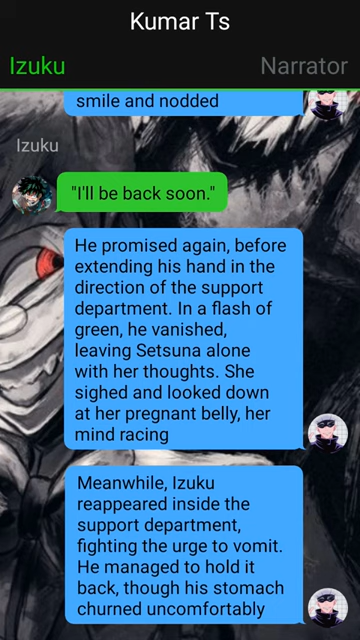 Kumar Ts
Izuku
Narrator
smile and nodded
Izuku
"I'll be back soon."
He promised again, before
extending his hand in the
direction of the support
department. In a flash of
green, he vanished,
leaving Setsuna alone
with her thoughts. She
sighed and looked down
at her pregnant belly, her
mind racing
Meanwhile, Izuku
reappeared inside the
support department,
fighting the urge to vomit.
He managed to hold it
back, though his stomach
churned uncomfortably